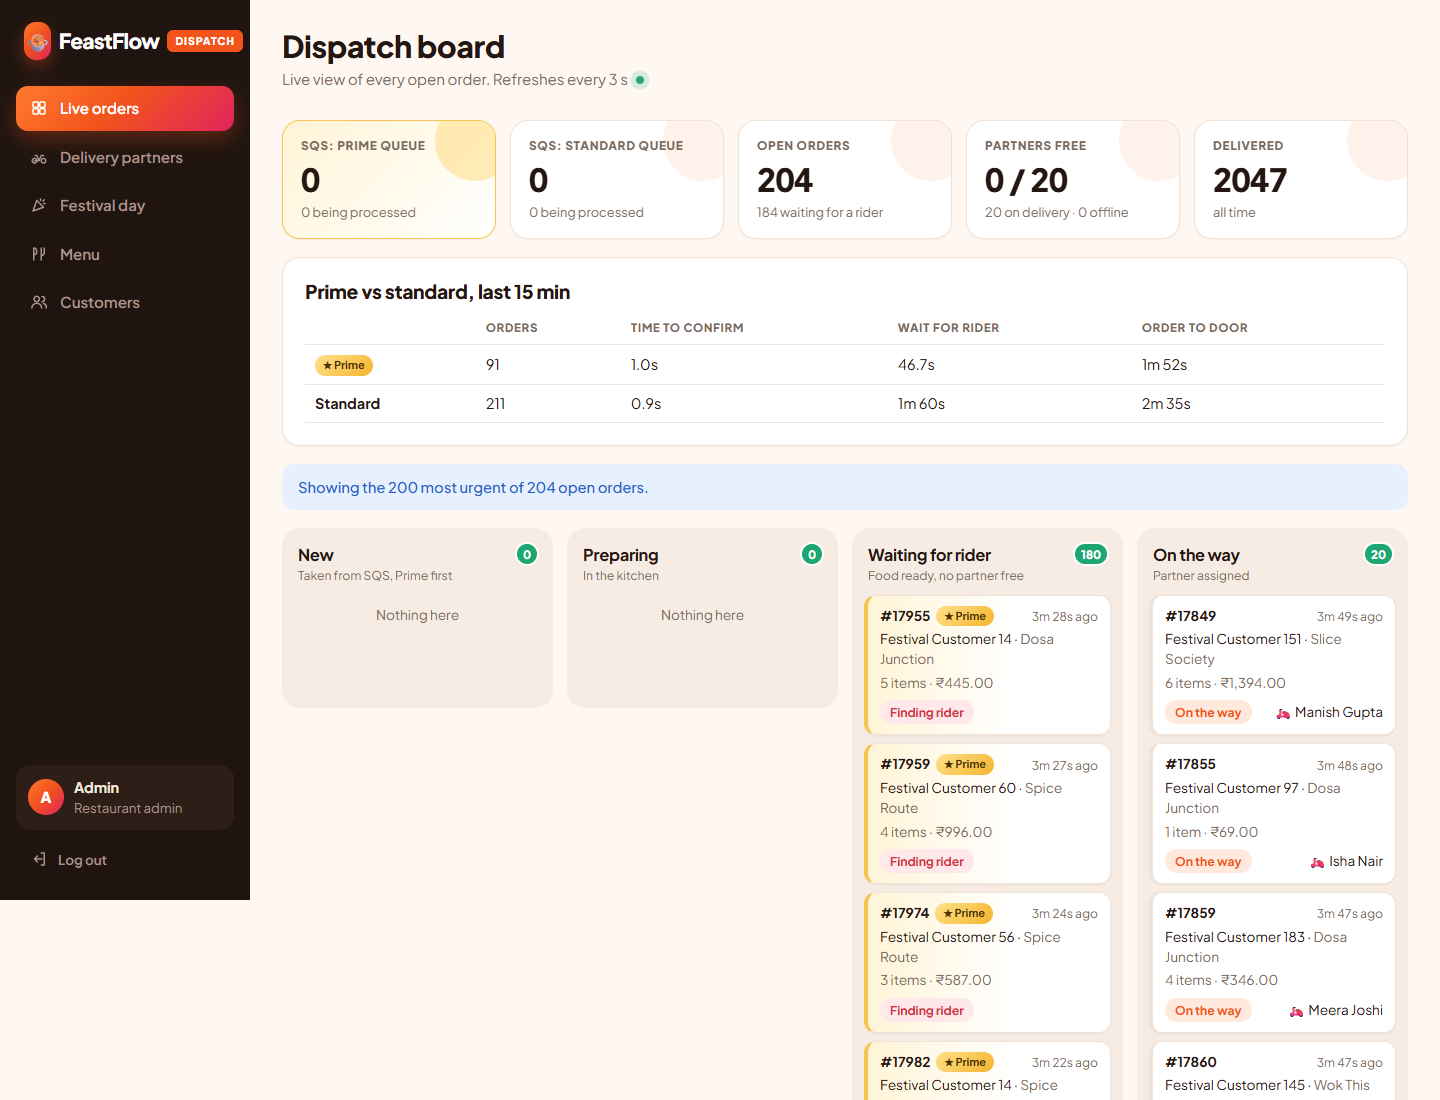 FeastFlow DISPATCH
Live orders
Delivery partners
Festival day
Menu
Customers
A
Admin
Restaurant admin
Log out
Dispatch board
Live view of every open order. Refreshes every 3 s
SQS: PRIME QUEUE
0
0 being processed
SQS: STANDARD QUEUE
0
0 being processed
OPEN ORDERS
204
184 waiting for a rider
PARTNERS FREE
0 / 20
20 on delivery · 0 offline
DELIVERED
2047
all time
Prime vs standard, last 15 min
ORDERS TIME TO CONFIRM WAIT FOR RIDER ORDER TO DOOR
★ Prime 91 1.0s 46.7s 1m 52s
Standard 211 0.9s 1m 60s 2m 35s
Showing the 200 most urgent of 204 open orders.
New 0
Taken from SQS, Prime first
Nothing here
Preparing 0
In the kitchen
Nothing here
Waiting for rider 180
Food ready, no partner free
#17955 ★ Prime 3m 28s ago
Festival Customer 14 · Dosa
Junction
5 items · ₹445.00
Finding rider
#17959 ★ Prime 3m 27s ago
Festival Customer 60 · Spice
Route
4 items · ₹996.00
Finding rider
#17974 ★ Prime 3m 24s ago
Festival Customer 56 · Spice
Route
3 items · ₹587.00
Finding rider
#17982 ★ Prime 3m 22s ago
Festival Customer 14 · Spice
On the way 20
Partner assigned
#17849 3m 49s ago
Festival Customer 151 · Slice
Society
6 items · ₹1,394.00
On the way Manish Gupta
#17855 3m 48s ago
Festival Customer 97 · Dosa
Junction
1 item · ₹69.00
On the way Isha Nair
#17859 3m 47s ago
Festival Customer 183 · Dosa
Junction
4 items · ₹346.00
On the way Meera Joshi
#17860 3m 47s ago
Festival Customer 145 · Wok This